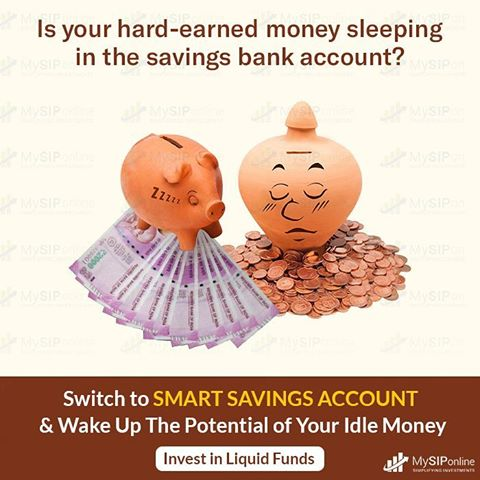 Is your hard-earned money sleeping
in the savings bank account?
ZZZZZ
Switch to SMART SAVINGS ACCOUNT
& Wake Up The Potential of Your Idle Money
Invest in Liquid Funds
MySIPonline
SIMPLIFYING INVESTMENTS